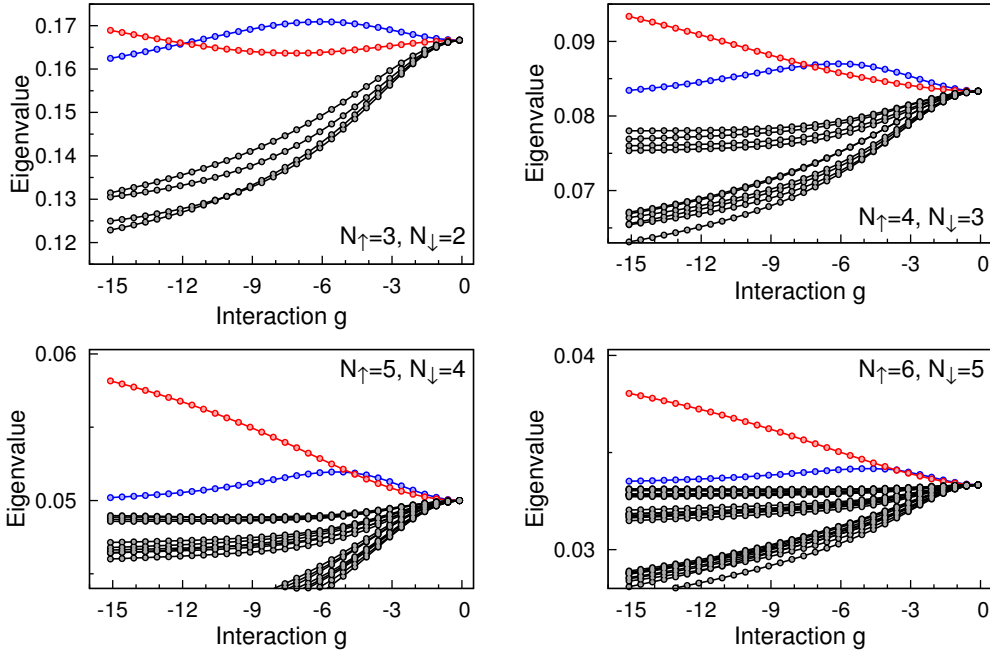 0.17
0.16
0.15
0.14
0.13
0.12
Eigenvalue
N↑=3, N↓=2
-15 -12 -9 -6 -3 0
Interaction g
0.09
0.08
0.07
Eigenvalue
N↑=4, N↓=3
-15 -12 -9 -6 -3 0
Interaction g
0.06
0.05
Eigenvalue
N↑=5, N↓=4
-15 -12 -9 -6 -3 0
Interaction g
0.04
0.03
Eigenvalue
N↑=6, N↓=5
-15 -12 -9 -6 -3 0
Interaction g